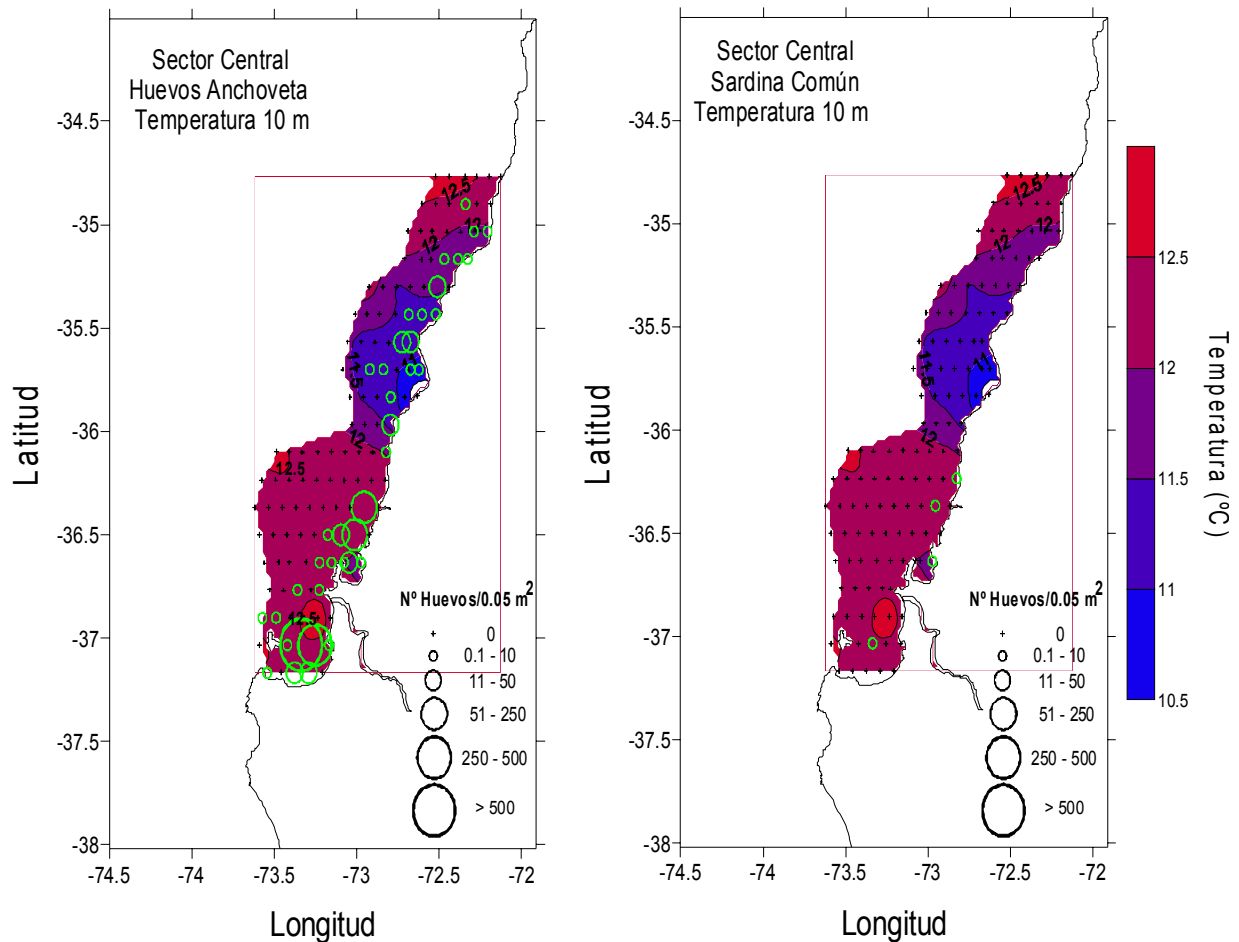 Sector Central
Huevos Anchoveta
Temperatura 10 m
-34.5
-35
-35.5
-36
-36.5
-37
-37.5
-38
Latitud
-74.5
-74
-73.5
-73
-72.5
-72
Longitud
12.5
12
12
11.5
11
12
12.5
12.5
Nº Huevos/0.05 m²
0
0.1 - 10
11 - 50
51 - 250
250 - 500
> 500
Sector Central
Sardina Común
Temperatura 10 m
-34.5
-35
-35.5
-36
-36.5
-37
-37.5
-38
Latitud
-74.5
-74
-73.5
-73
-72.5
-72
Longitud
12.5
12
12
11.5
11
12
Nº Huevos/0.05 m²
0
0.1 - 10
11 - 50
51 - 250
250 - 500
> 500
12.5
12
11.5
11
10.5
Temperatura (ºC)